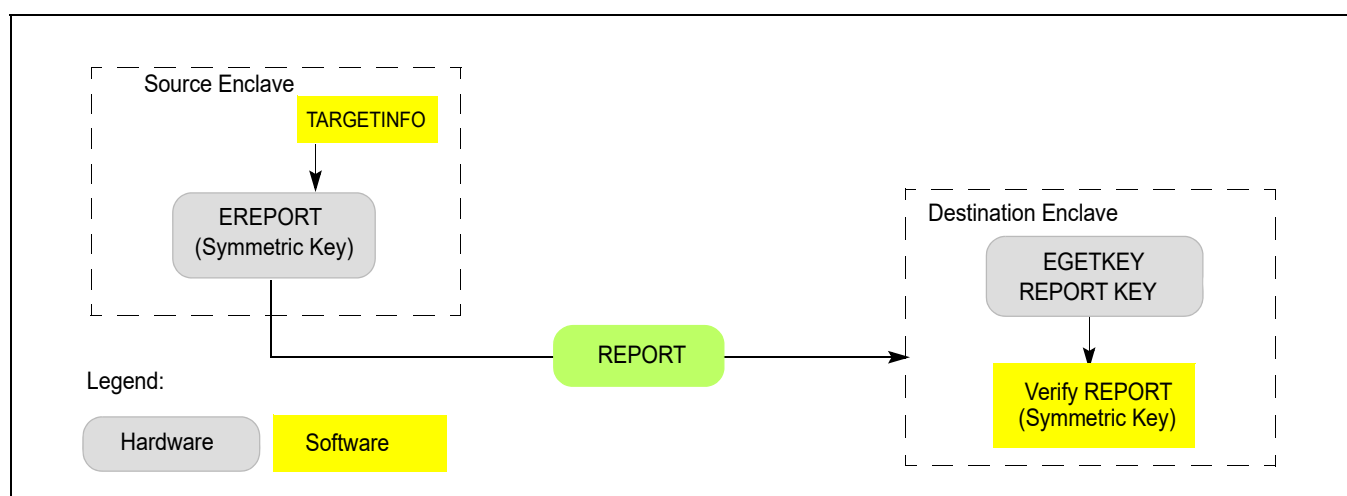 Source Enclave
TARGETINFO
EREPORT
(Symmetric Key)
Destination Enclave
EGETKEY
REPORT KEY
REPORT
Verify REPORT
(Symmetric Key)
Legend:
Hardware
Software